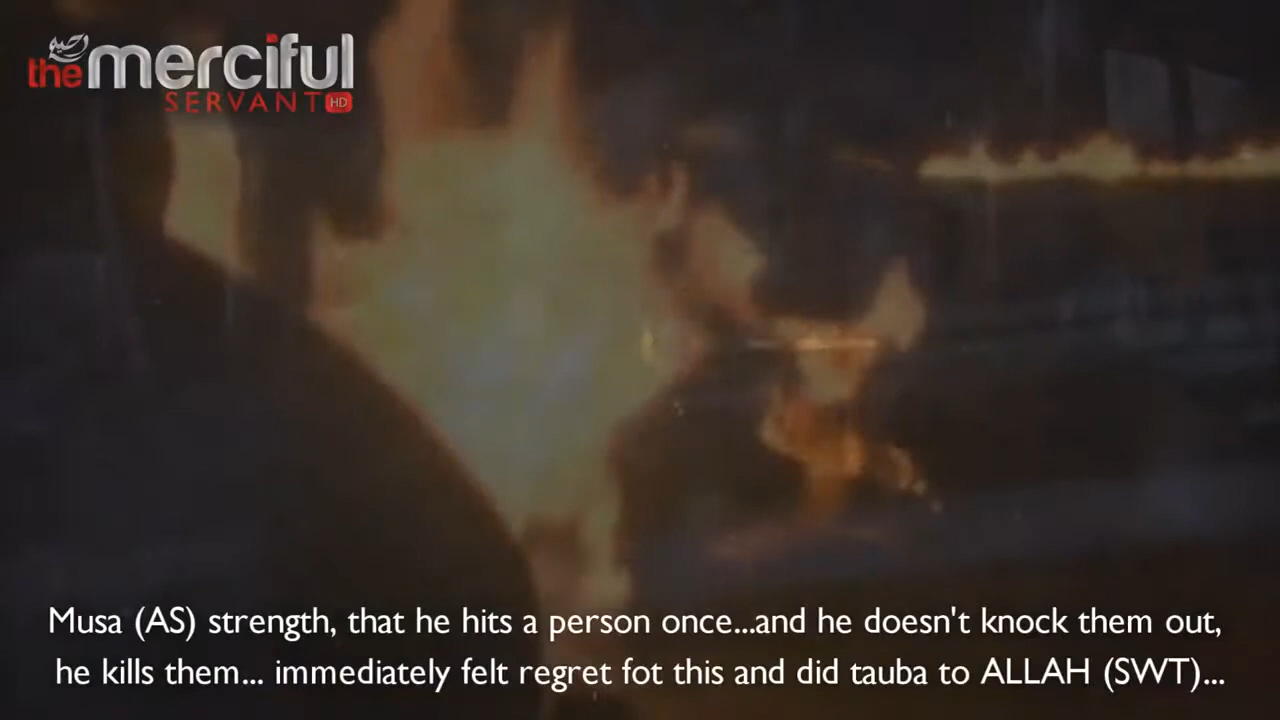 the merciful
SERVANT HD
Musa (AS) strength, that he hits a person once...and he doesn't knock them out,
he kills them... immediately felt regret fot this and did tauba to ALLAH (SWT)...